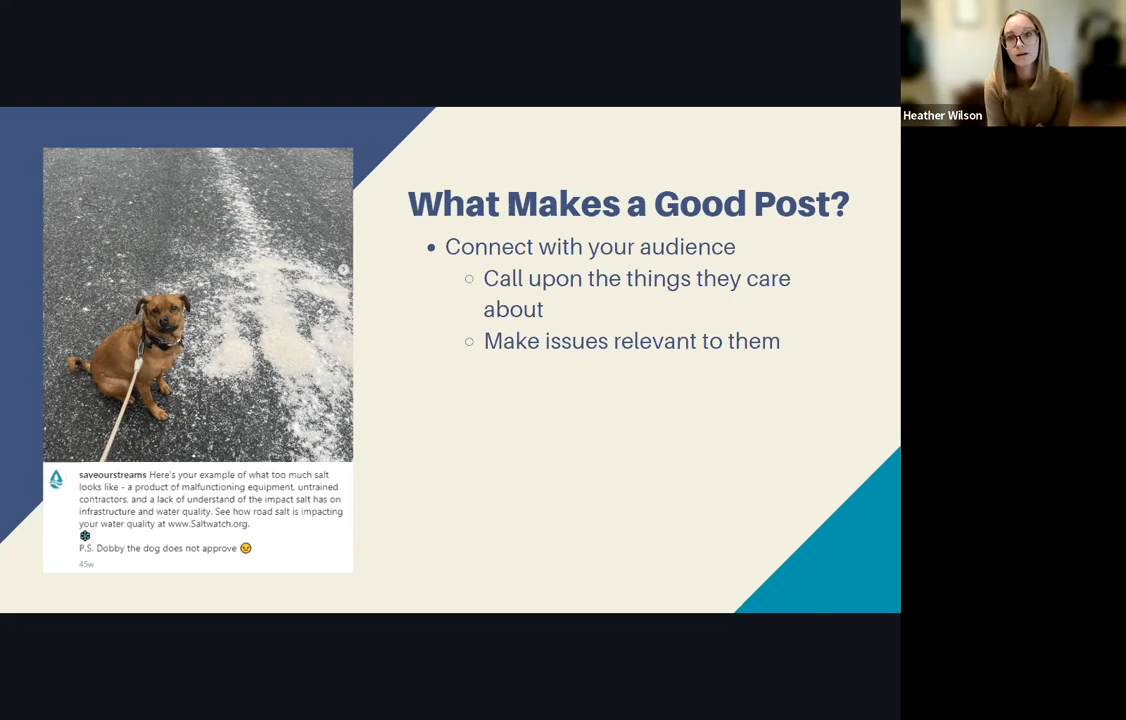 Heather Wilson
What Makes a Good Post?
• Connect with your audience
○ Call upon the things they care
about
○ Make issues relevant to them
saveourstreams Here's your example of what too much salt
looks like - a product of malfunctioning equipment, untrained
contractors, and a lack of understand of the impact salt has on
infrastructure and water quality. See how road salt is impacting
your water quality at www.Saltwatch.org.
P.S. Dobby the dog does not approve 😠
45w